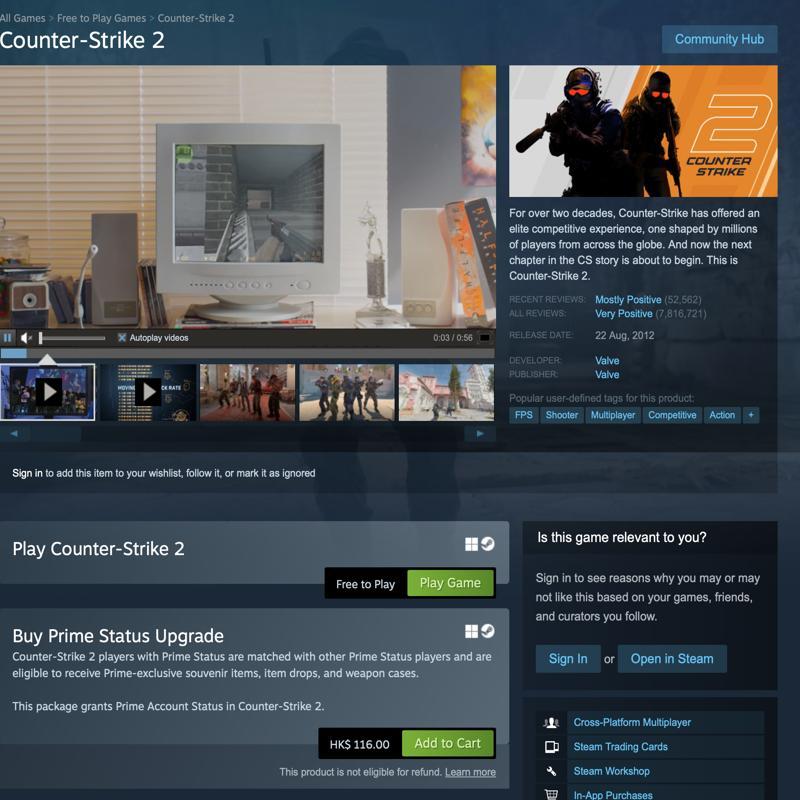 All Games > Free to Play Games > Counter-Strike 2
Counter-Strike 2
Community Hub
2
COUNTER
STRIKE
For over two decades, Counter-Strike has offered an
elite competitive experience, one shaped by millions
of players from across the globe. And now the next
chapter in the CS story is about to begin. This is
Counter-Strike 2.
RECENT REVIEWS: Mostly Positive (52,562)
ALL REVIEWS: Very Positive (7,816,721)
RELEASE DATE: 22 Aug, 2012
DEVELOPER: Valve
PUBLISHER: Valve
Popular user-defined tags for this product:
FPS Shooter Multiplayer Competitive Action +
HALF-
Autoplay videos
0:03 / 0:56
MOVING
RATE
Sign in to add this item to your wishlist, follow it, or mark it as ignored
Play Counter-Strike 2
Free to Play
Play Game
Buy Prime Status Upgrade
Counter-Strike 2 players with Prime Status are matched with other Prime Status players and are
eligible to receive Prime-exclusive souvenir items, item drops, and weapon cases.
This package grants Prime Account Status in Counter-Strike 2.
HK$ 116.00
Add to Cart
This product is not eligible for refund. Learn more
Is this game relevant to you?
Sign in to see reasons why you may or may
not like this based on your games, friends,
and curators you follow.
Sign In or Open in Steam
Cross-Platform Multiplayer
Steam Trading Cards
Steam Workshop
In-App Purchases